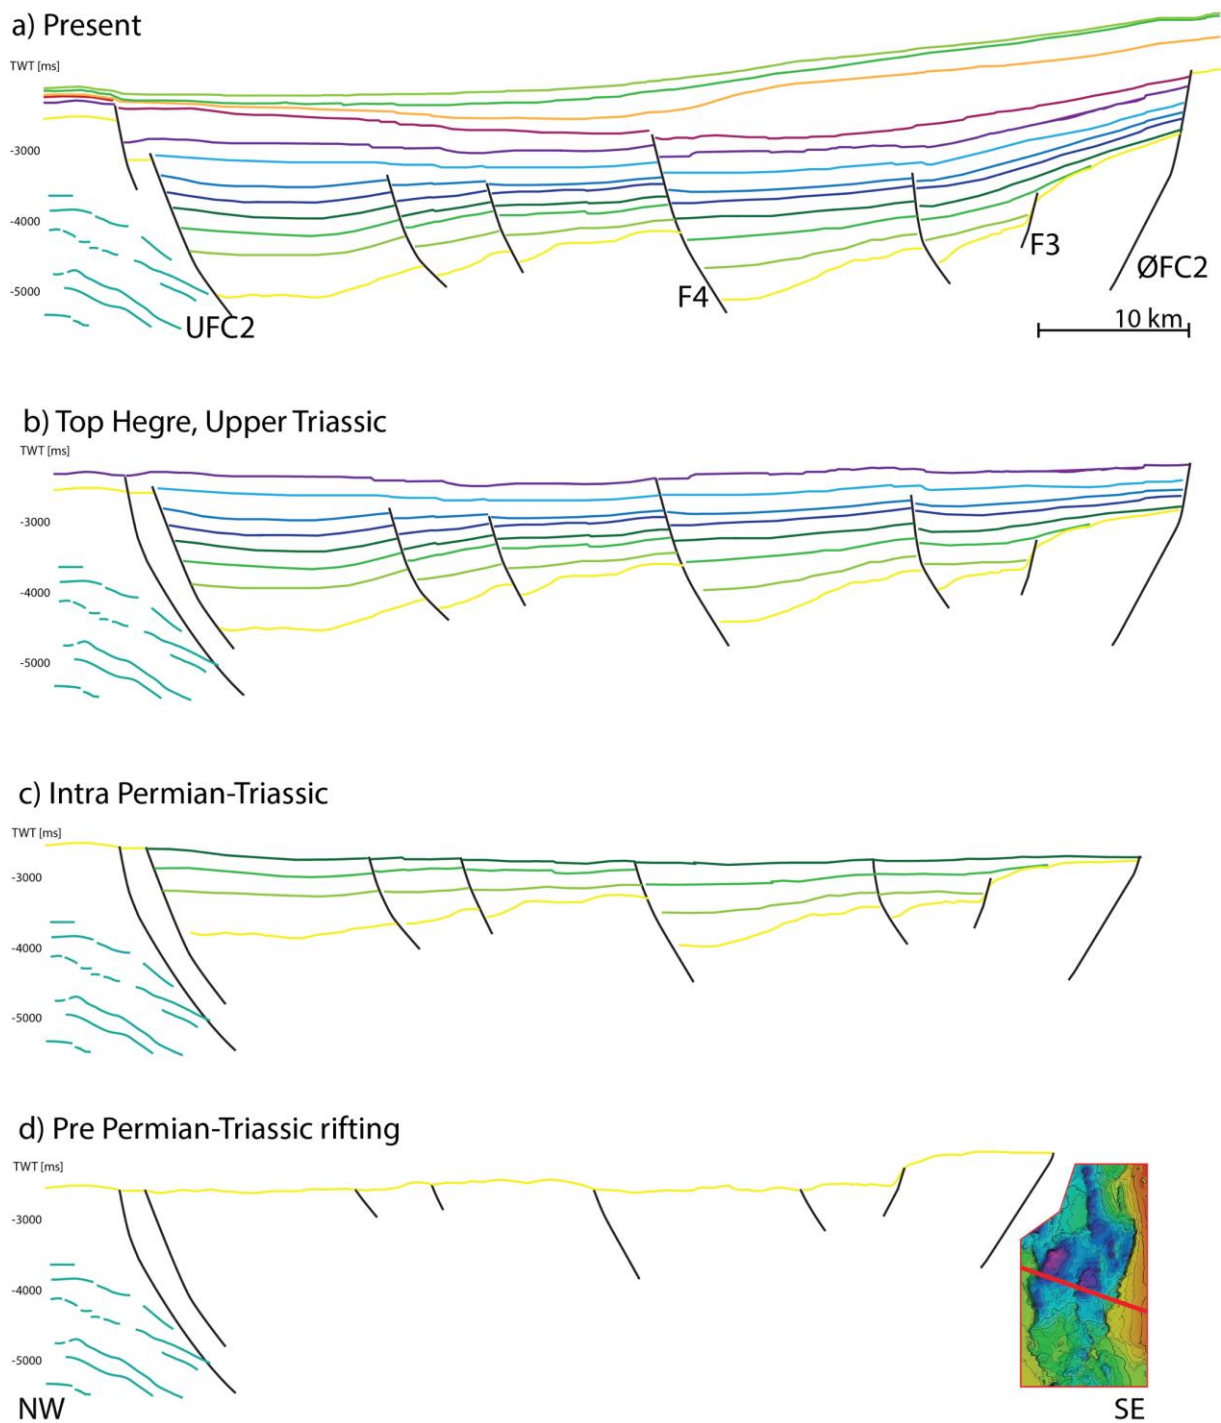 a) Present
TWT [ms]
-3000
-4000
-5000
UFC2
F4
F3
ØFC2
10 km
b) Top Hegre, Upper Triassic
TWT [ms]
-3000
-4000
-5000
c) Intra Permian-Triassic
TWT [ms]
-3000
-4000
-5000
d) Pre Permian-Triassic rifting
TWT [ms]
-3000
-4000
-5000
NW
SE